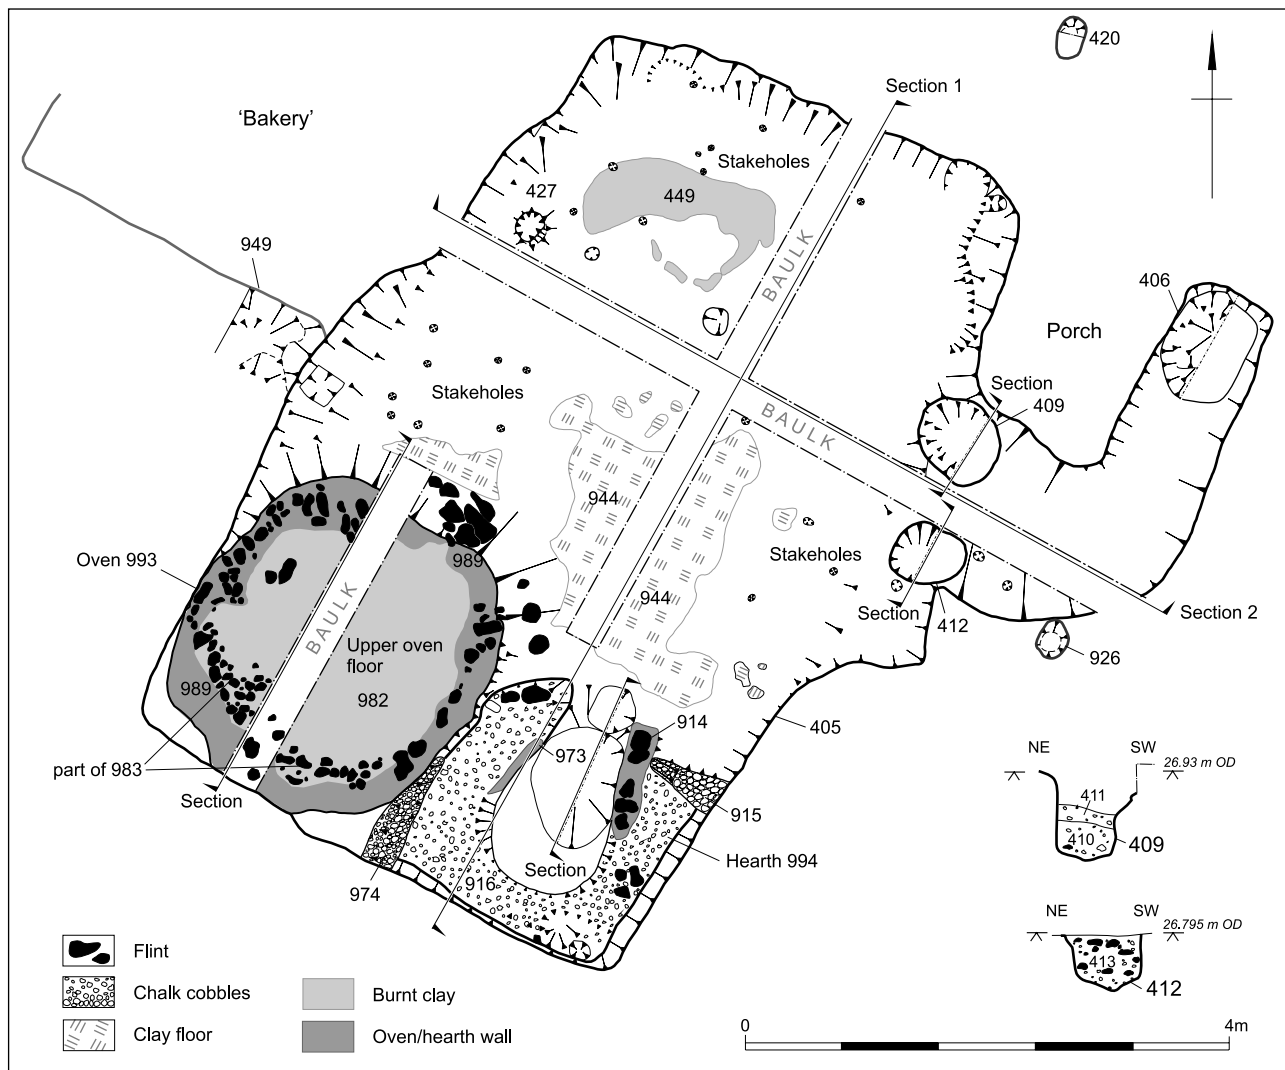 420
Section 1
'Bakery'
Stakeholes
427
449
BAULK
949
406
Porch
Section
409
Stakeholes
BAULK
944
989
Stakeholes
Oven 993
BAULK
944
Section
412
Section 2
Upper oven
floor
926
989
982
914
405
973
NE
SW
26.93 m OD
part of 983
Section
411
915
410
409
Hearth 994
Section
974
916
NE
SW
26.795 m OD
413
412
Flint
Chalk cobbles
Burnt clay
Clay floor
Oven/hearth wall
0
4m